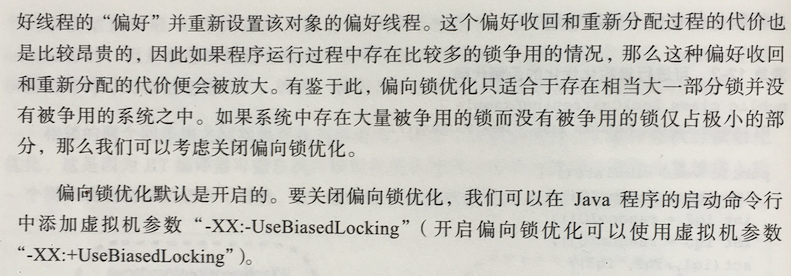 好线程的“偏好”并重新设置该对象的偏好线程。这个偏好收回和重新分配过程的代价也
是比较昂贵的，因此如果程序运行过程中存在比较多的锁争用的情况，那么这种偏好收回
和重新分配的代价便会被放大。有鉴于此，偏向锁优化只适合于存在相当大一部分锁并没
有被争用的系统之中。如果系统中存在大量被争用的锁而没有被争用的锁仅占极小的部
分，那么我们可以考虑关闭偏向锁优化。
偏向锁优化默认是开启的。要关闭偏向锁优化，我们可以在 Java 程序的启动命令行
中添加虚拟机参数“-XX:-UseBiasedLocking”（开启偏向锁优化可以使用虚拟机参数
“-XX:+UseBiasedLocking”）。